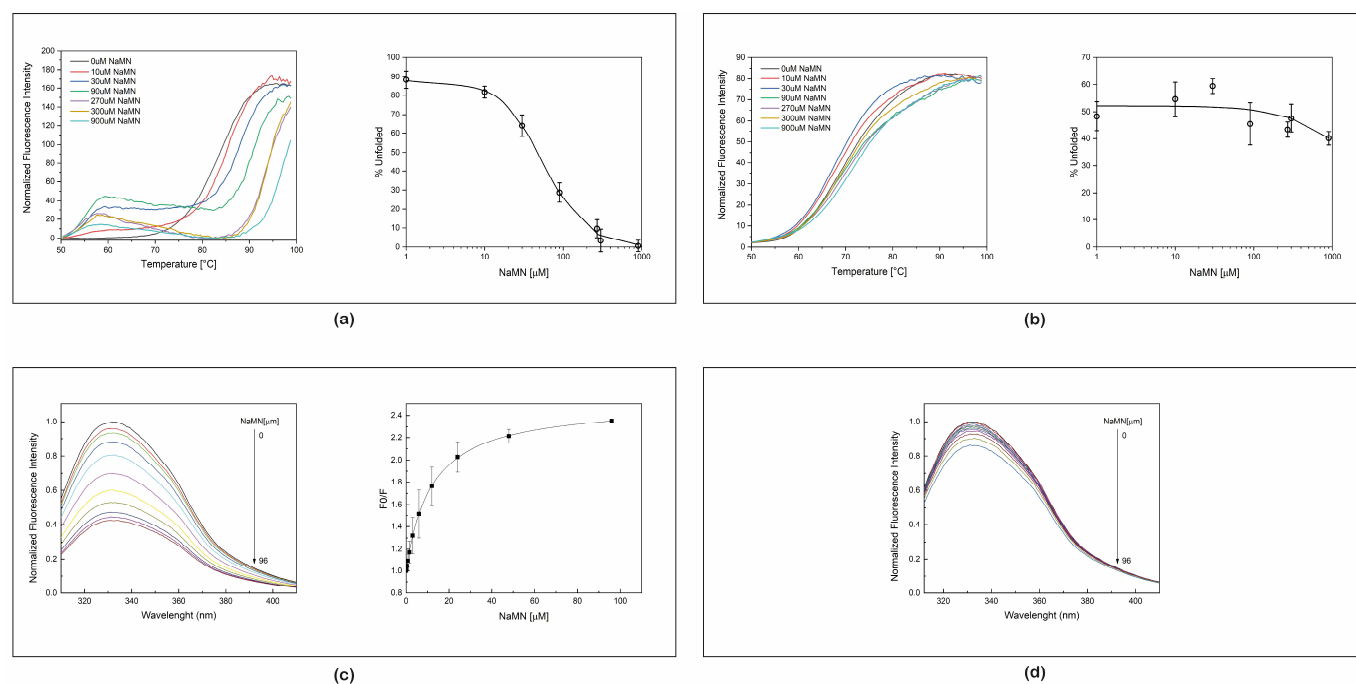 Normalized Fluorescence Intensity
200
180
160
140
120
100
80
60
40
20
0
0uM NaMN
10uM NaMN
30uM NaMN
90uM NaMN
270uM NaMN
300uM NaMN
900uM NaMN
50 60 70 80 90 100
Temperature [°C]
% Unfolded
100
90
80
70
60
50
40
30
20
10
0
1 10 100 1000
NaMN [μM]
(a)
Normalized Fluorescence Intensity
90
80
70
60
50
40
30
20
10
0
0uM NaMN
10uM NaMN
30uM NaMN
90uM NaMN
270uM NaMN
300uM NaMN
900uM NaMN
50 60 70 80 90 100
Temperature [°C]
% Unfolded
70
60
50
40
30
20
10
0
1 10 100 1000
NaMN [μM]
(b)
Normalized Fluorescence Intensity
1.0
0.8
0.6
0.4
0.2
0.0
NaMN[μm]
0
96
320 340 360 380 400
Wavelenght (nm)
F0/F
2.4
2.2
2.0
1.8
1.6
1.4
1.2
1.0
0.8
0 20 40 60 80 100
NaMN [μM]
(c)
Normalized Fluorescence Intensity
1.0
0.8
0.6
0.4
0.2
0.0
NaMN[μm]
0
96
320 340 360 380 400
Wavelenght (nm)
(d)